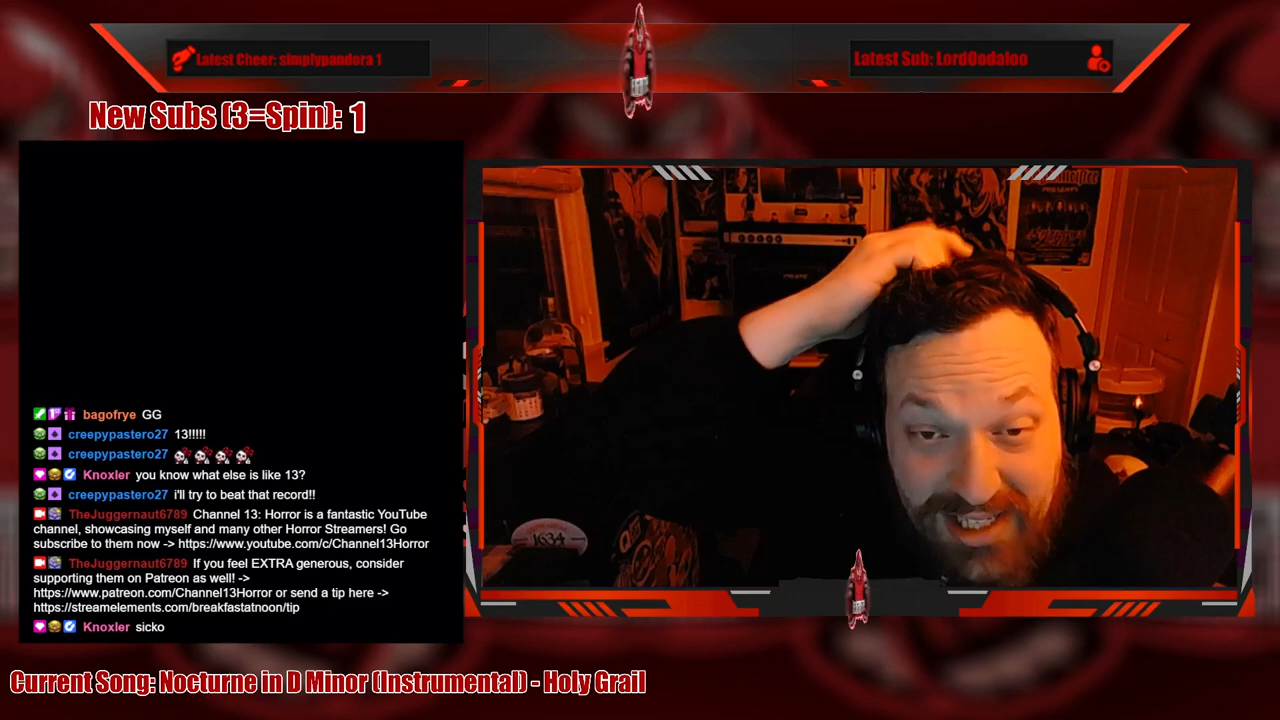 Latest Cheer: simplypandora 1
Latest Sub: LordOodaloo
New Subs (3=Spin): 1
bagofrye GG
creepypastero27 13!!!!!
creepypastero27
Knoxler you know what else is like 13?
creepypastero27 i'll try to beat that record!!
TheJuggernaut6789 Channel 13: Horror is a fantastic YouTube
channel, showcasing myself and many other Horror Streamers! Go
subscribe to them now -> https://www.youtube.com/c/Channel13Horror
TheJuggernaut6789 If you feel EXTRA generous, consider
supporting them on Patreon as well! ->
https://www.patreon.com/Channel13Horror or send a tip here ->
https://streamelements.com/breakfastatnoon/tip
Knoxler sicko
1634
Current Song: Nocturne in D Minor (Instrumental) - Holy Grail